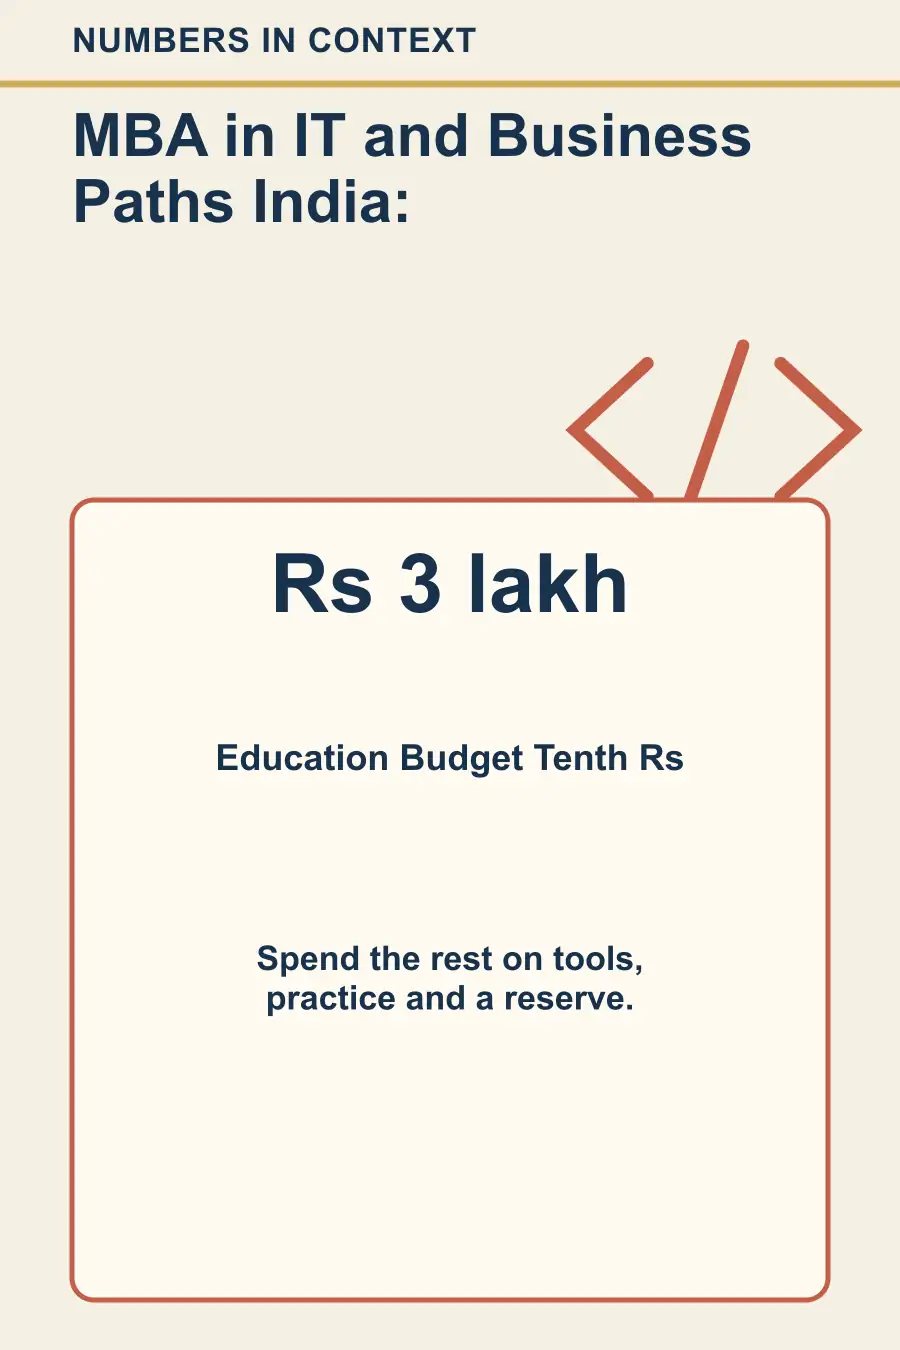 NUMBERS IN CONTEXT
MBA in IT and Business
Paths India:
Rs 3 lakh
Education Budget Tenth Rs
Spend the rest on tools,
practice and a reserve.